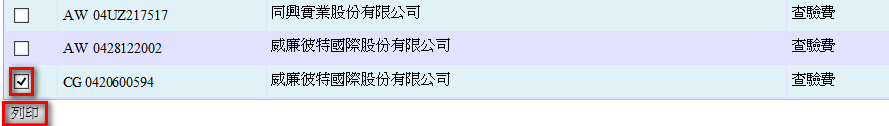 AW 04UZ217517 同興實業股份有限公司 查驗費
AW 0428122002 威廉彼特國際股份有限公司 查驗費
CG 0420600594 威廉彼特國際股份有限公司 查驗費
列印